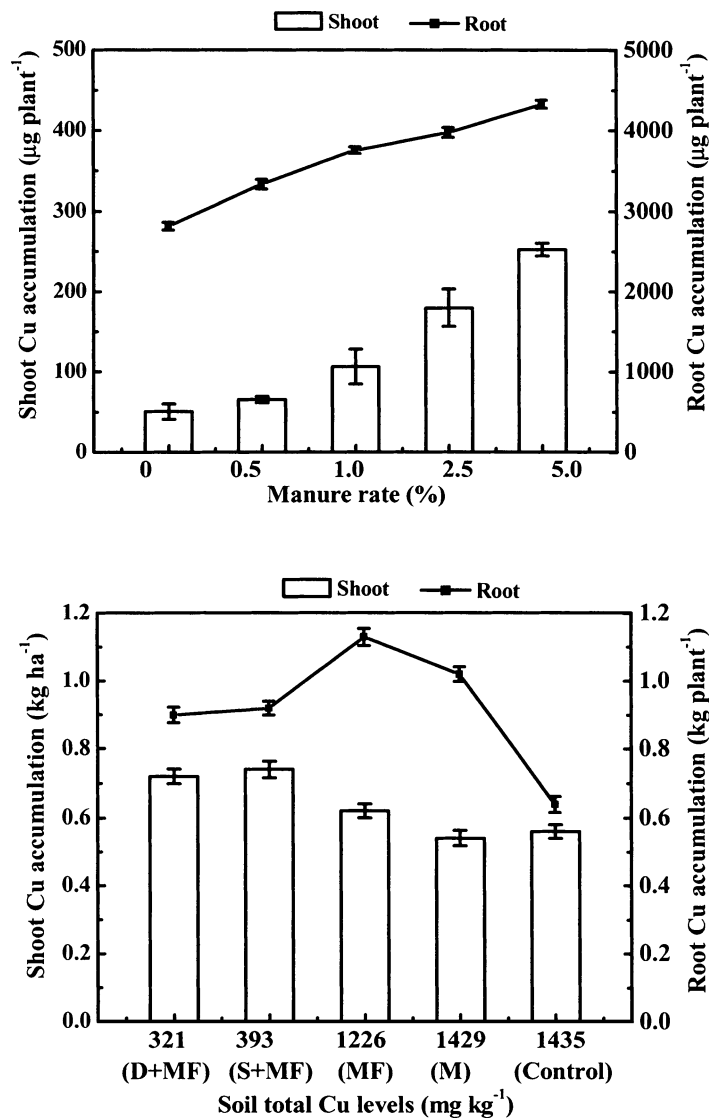 Shoot Root
Shoot Cu accumulation (μg plant⁻¹)
500
400
300
200
100
0
Root Cu accumulation (μg plant⁻¹)
5000
4000
3000
2000
1000
0
0 0.5 1.0 2.5 5.0
Manure rate (%)
Shoot Root
Shoot Cu accumulation (kg ha⁻¹)
1.2
1.0
0.8
0.6
0.4
0.2
0.0
Root Cu accumulation (kg plant⁻¹)
1.2
1.0
0.8
0.6
0.4
0.2
0.0
321 393 1226 1429 1435
(D+MF) (S+MF) (MF) (M) (Control)
Soil total Cu levels (mg kg⁻¹)